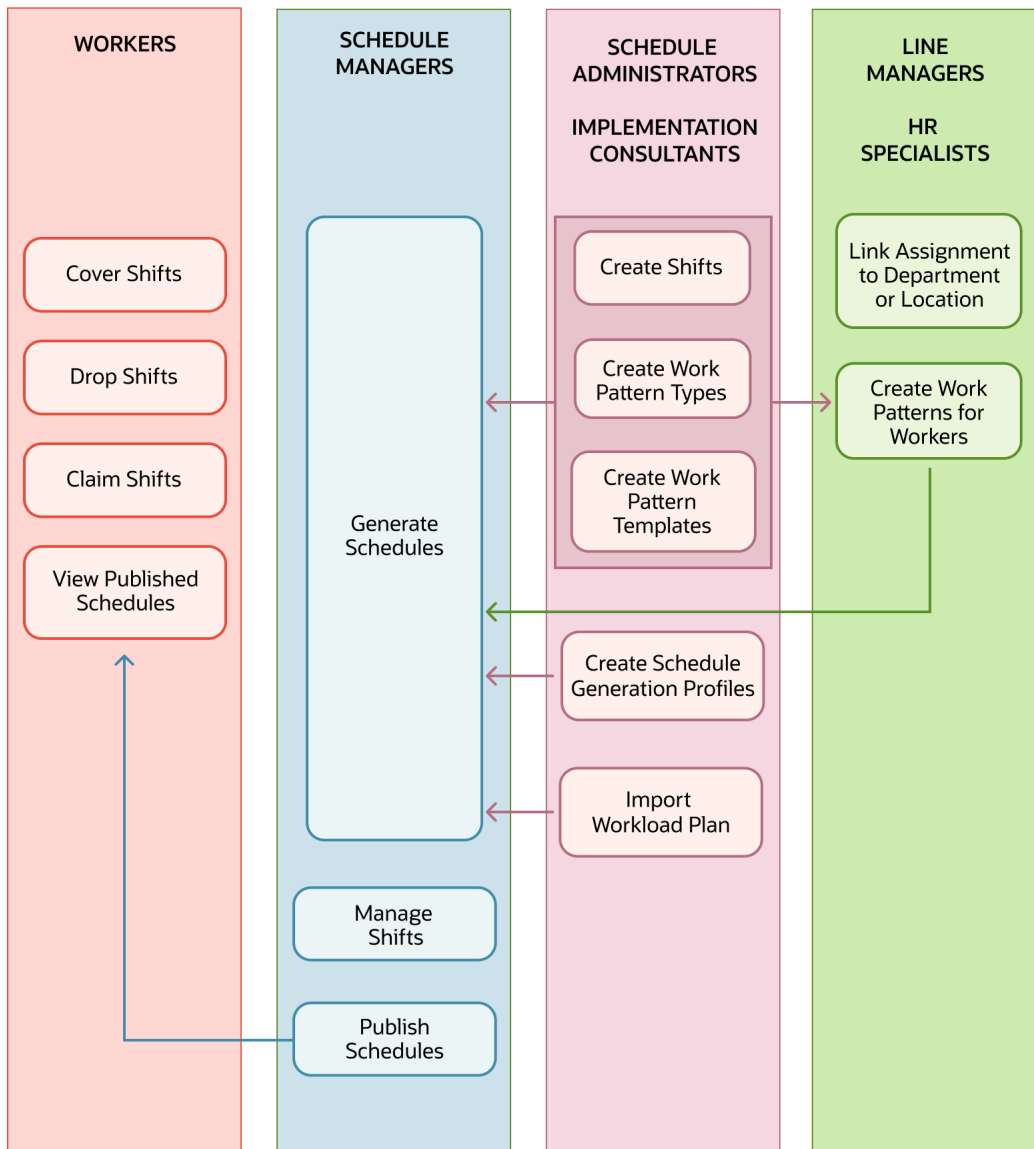 WORKERS
Cover Shifts
Drop Shifts
Claim Shifts
View Published
Schedules
SCHEDULE
MANAGERS
Generate
Schedules
Manage
Shifts
Publish
Schedules
SCHEDULE
ADMINISTRATORS
IMPLEMENTATION
CONSULTANTS
Create Shifts
Create Work
Pattern Types
Create Work
Pattern
Templates
Create Schedule
Generation Profiles
Import
Workload Plan
LINE
MANAGERS
HR
SPECIALISTS
Link Assignment
to Department
or Location
Create Work
Patterns for
Workers